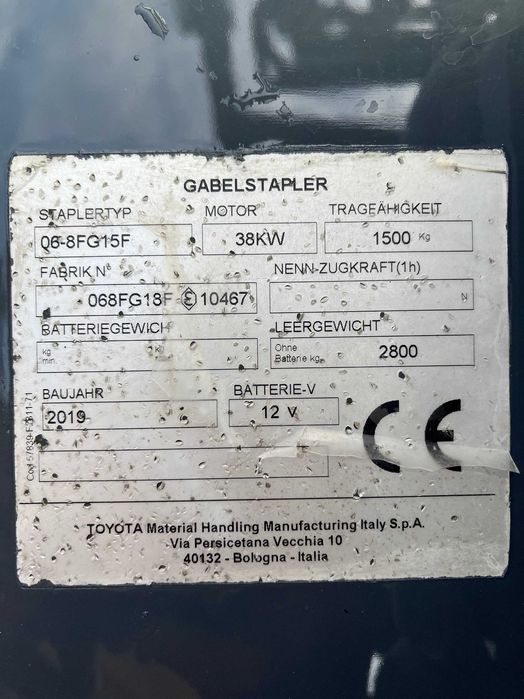 GABELSTAPLER
STAPLERTYP MOTOR TRAGFÄHIGKEIT
06-8FG15F 38KW 1500 Kg
FABRIK N° NENN-ZUGKRAFT(1h)
068FG18F E 10467 N
BATTERIEGEWICH LEERGEWICHT
kg min. Ohne Batterie kg. 2800
BAUJAHR BATTERIE-V
2019 12 V
CE
TOYOTA Material Handling Manufacturing Italy S.p.A.
Via Persicetana Vecchia 10
40132 - Bologna - Italia